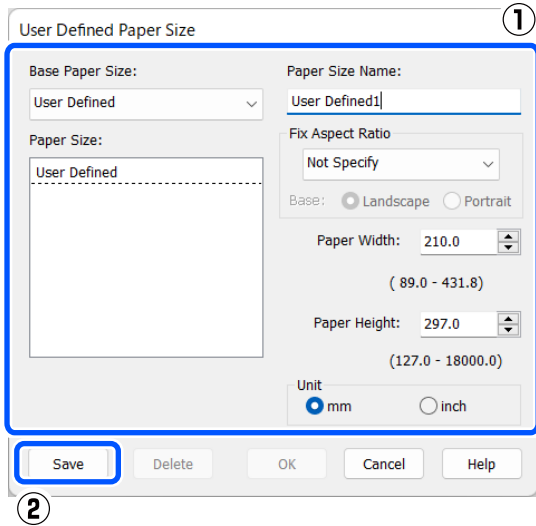 ①
User Defined Paper Size
Base Paper Size:
User Defined
Paper Size:
User Defined
Paper Size Name:
User Defined1
Fix Aspect Ratio
Not Specify
Base: Landscape Portrait
Paper Width: 210.0
( 89.0 - 431.8)
Paper Height: 297.0
(127.0 - 18000.0)
Unit
mm inch
Save Delete OK Cancel Help
②